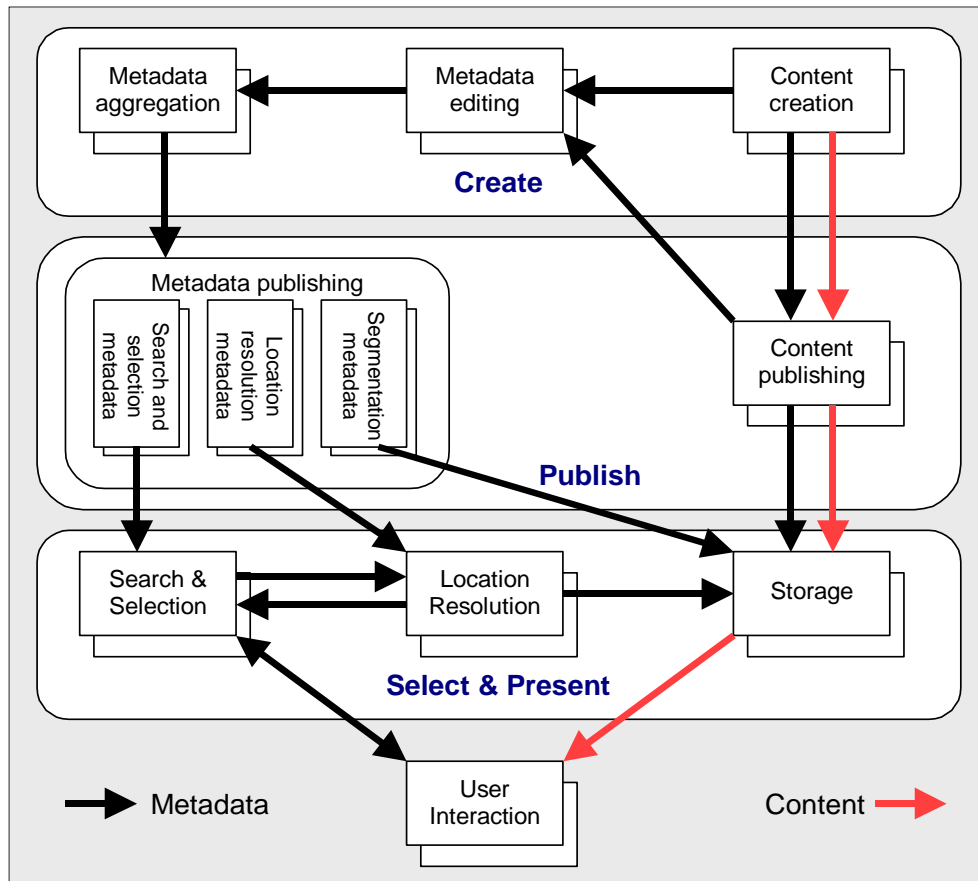 Metadata
aggregation
Metadata
editing
Content
creation
Create
Metadata publishing
Search and
selection
metadata
Location
resolution
metadata
Segmentation
metadata
Content
publishing
Publish
Search &
Selection
Location
Resolution
Storage
Select & Present
User
Interaction
Metadata
Content